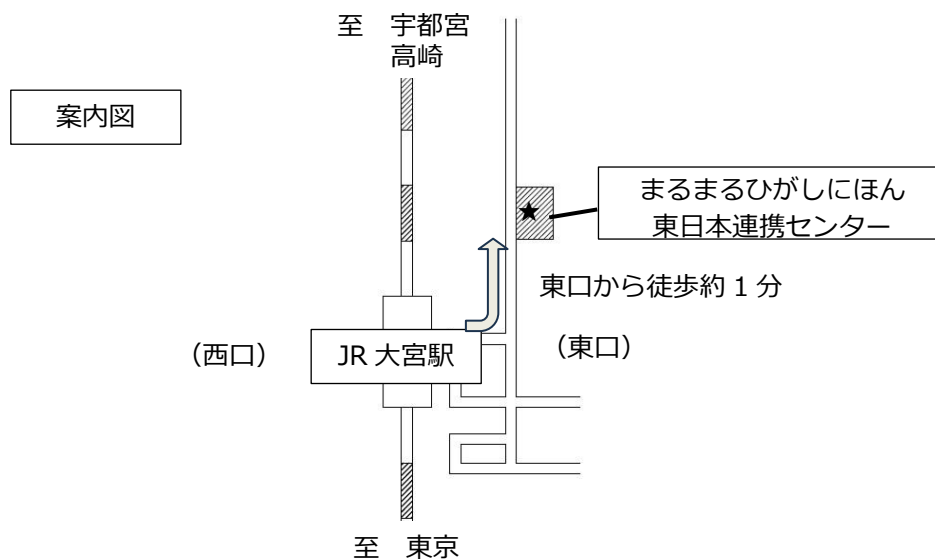 至　宇都宮
高崎
案内図
まるまるひがしにほん
東日本連携センター
東口から徒歩約 1 分
（西口）
JR 大宮駅
（東口）
至　東京